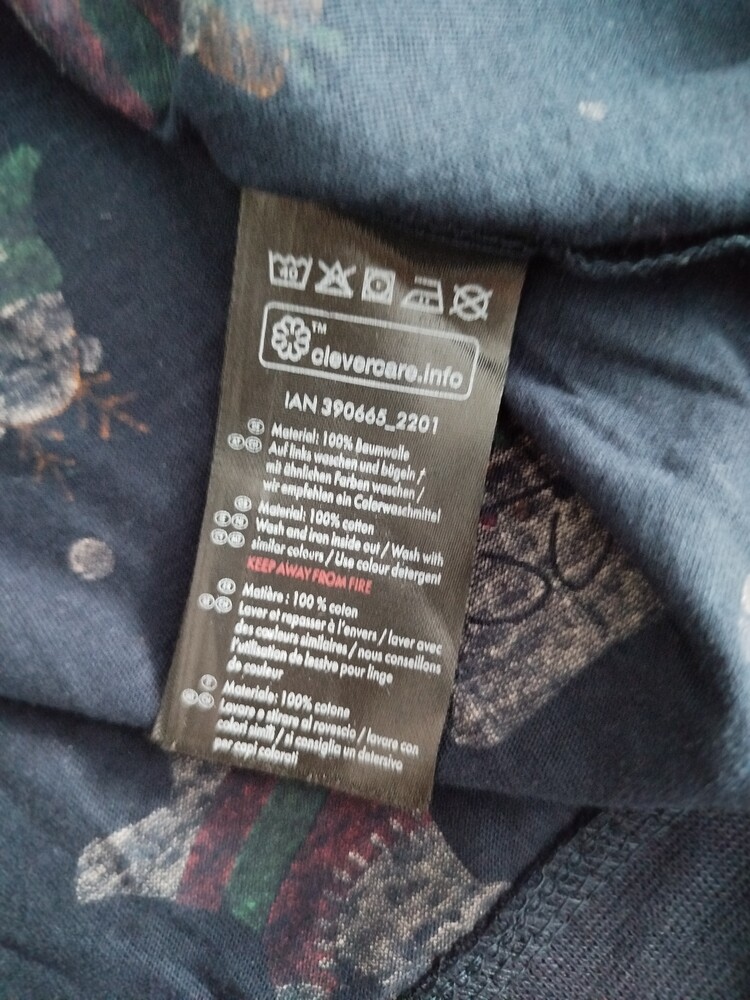 40
™
clevercare.info
IAN 390665_2201
Material: 100% Baumwolle
Auf links waschen und bügeln /
mit ähnlichen Farben waschen /
wir empfehlen ein Colorwaschmittel
Material: 100% cotton
Wash and iron inside out / Wash with
similar colours / Use colour detergent
KEEP AWAY FROM FIRE
Matière : 100 % coton
Laver et repasser à l'envers / laver avec
des couleurs similaires / nous conseillons
l'utilisation de lessive pour linge
de couleur
Materiale: 100% cotone
Lavare e stirare al rovescio / lavare con
colori simili / si consiglia un detersivo
per capi colorati